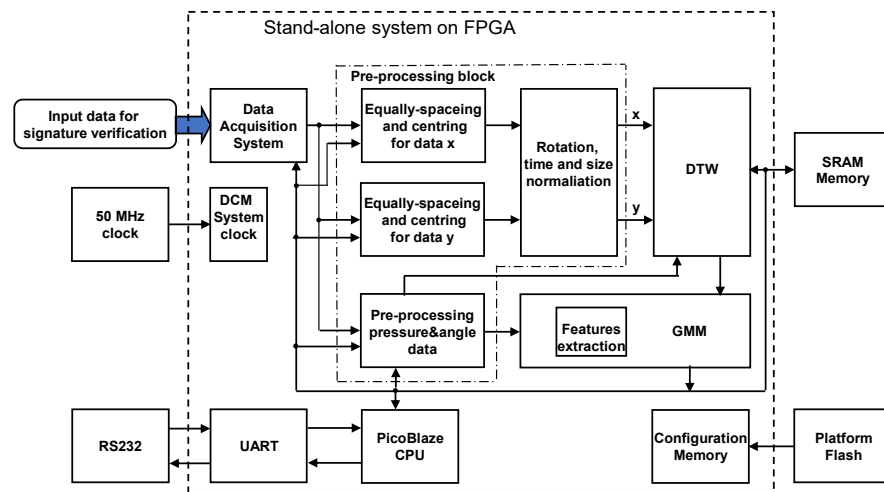 Stand-alone system on FPGA
Pre-processing block
Input data for
signature verification
Data
Acquisition
System
Equally-spaceing
and centring
for data x
Rotation,
time and size
normaliation
x
y
DTW
SRAM
Memory
50 MHz
clock
DCM
System
clock
Equally-spaceing
and centring
for data y
Pre-processing
pressure&angle
data
Features
extraction
GMM
RS232
UART
PicoBlaze
CPU
Configuration
Memory
Platform
Flash